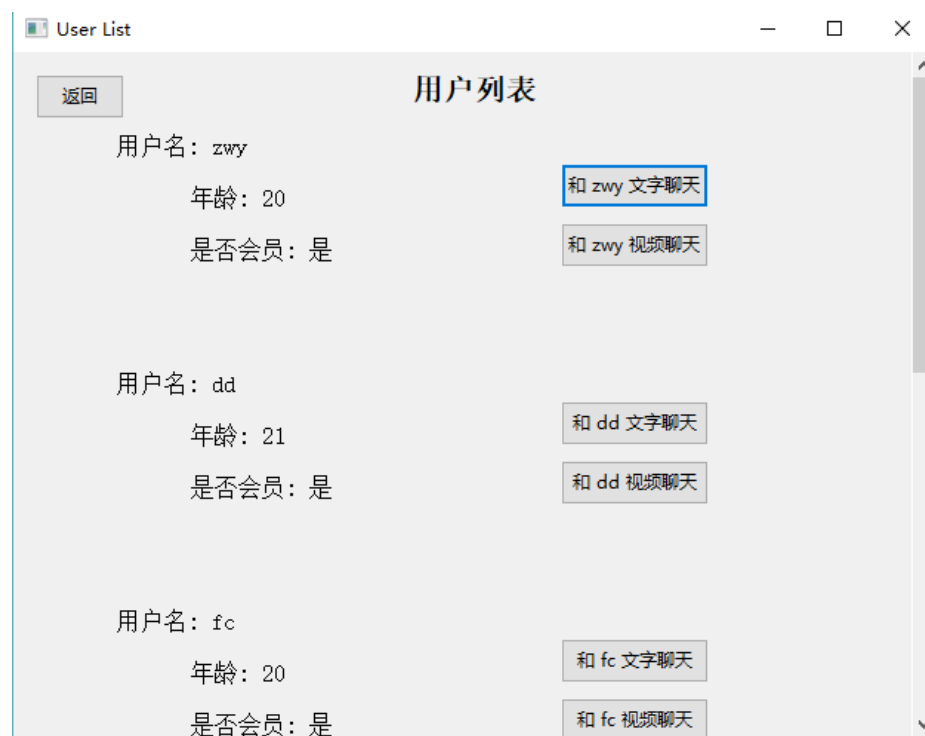 User List
返回
用户列表
用户名: zwy
年龄: 20
和 zwy 文字聊天
是否会员: 是
和 zwy 视频聊天
用户名: dd
年龄: 21
和 dd 文字聊天
是否会员: 是
和 dd 视频聊天
用户名: fc
年龄: 20
和 fc 文字聊天
是否会员: 是
和 fc 视频聊天